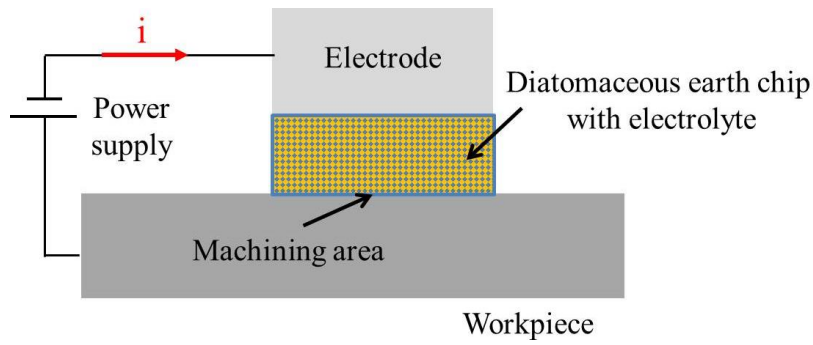 i
Electrode
Diatomaceous earth chip
with electrolyte
Power
supply
Machining area
Workpiece